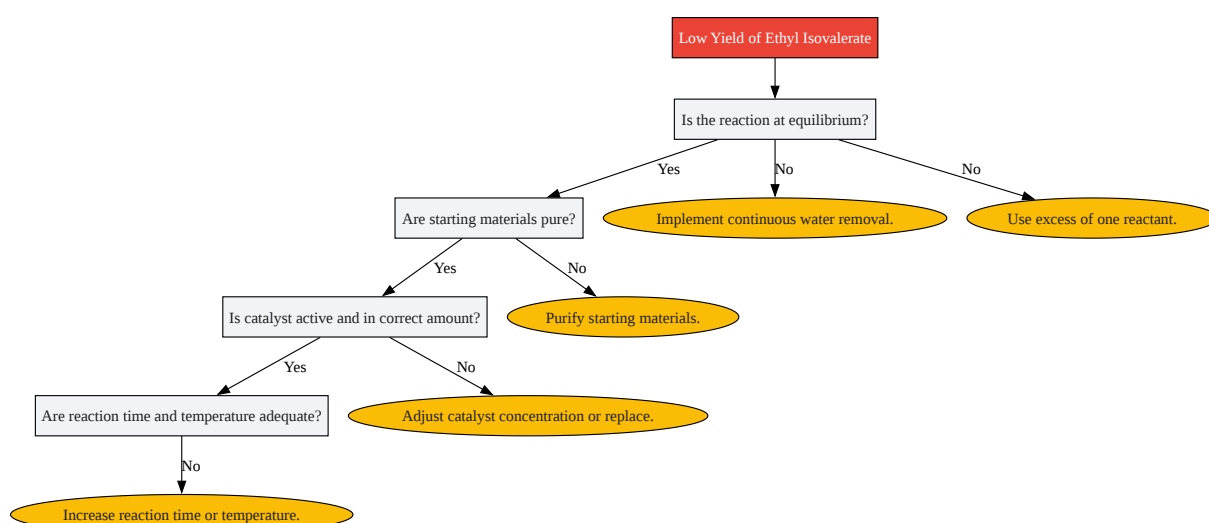 Low Yield of Ethyl Isovalerate
Is the reaction at equilibrium?
Yes
No
No
Are starting materials pure?
Implement continuous water removal.
Use excess of one reactant.
Yes
No
Is catalyst active and in correct amount?
Purify starting materials.
Yes
No
Are reaction time and temperature adequate?
Adjust catalyst concentration or replace.
No
Increase reaction time or temperature.